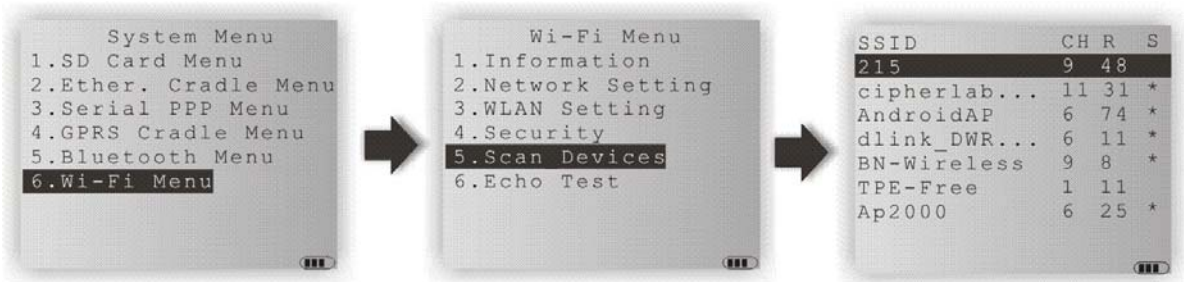 System Menu
1.SD Card Menu
2.Ether. Cradle Menu
3.Serial PPP Menu
4.GPRS Cradle Menu
5.Bluetooth Menu
6.Wi-Fi Menu
Wi-Fi Menu
1.Information
2.Network Setting
3.WLAN Setting
4.Security
5.Scan Devices
6.Echo Test
SSID CH R S
215 9 48
cipherlab... 11 31 *
AndroidAP 6 74 *
dlink_DWR... 6 11 *
BN-Wireless 9 8 *
TPE-Free 1 11
Ap2000 6 25 *